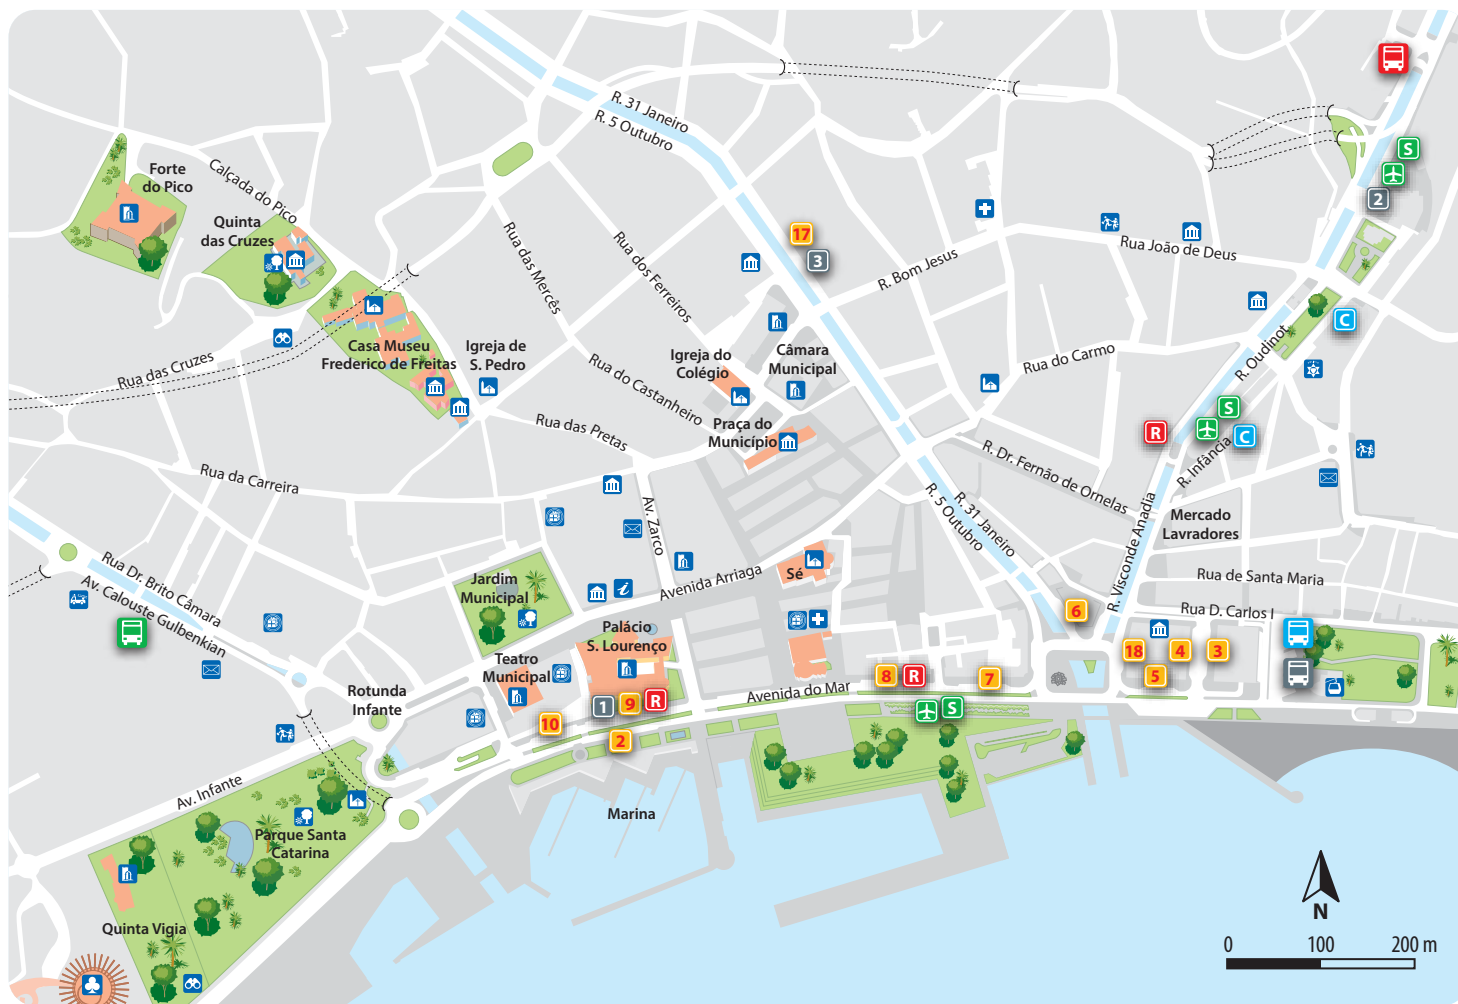 R. 31 Janeiro
R. 5 Outubro
S
2
Forte
do Pico
Calçada do Pico
Quinta
das Cruzes
17
3
Rua das Mercês
Rua dos Ferreiros
R. Bom Jesus
Rua João de Deus
C
Rua das Cruzes
Casa Museu
Frederico de Freitas
Igreja de
S. Pedro
Igreja do
Colégio
Câmara
Municipal
Rua do Carmo
R. Oudinot
Rua do Castanheiro
Rua das Pretas
Praça do
Município
R
S
C
R. Infância
Rua da Carreira
Av. Zarco
R. Dr. Fernão de Ornelas
R. 31 Janeiro
R. 5 Outubro
R. Visconde Anadia
Mercado
Lavradores
Rua Dr. Brito Câmara
Av. Calouste Gulbenkian
Jardim
Municipal
i
Avenida Arriaga
Sé
Rua de Santa Maria
Rua D. Carlos I
6
Palácio
S. Lourenço
Teatro
Municipal
18
4
3
5
Rotunda
Infante
1
9
R
10
2
Avenida do Mar
8
R
7
S
Av. Infante
Marina
Parque Santa
Catarina
Quinta Vigia
N
0
100
200 m